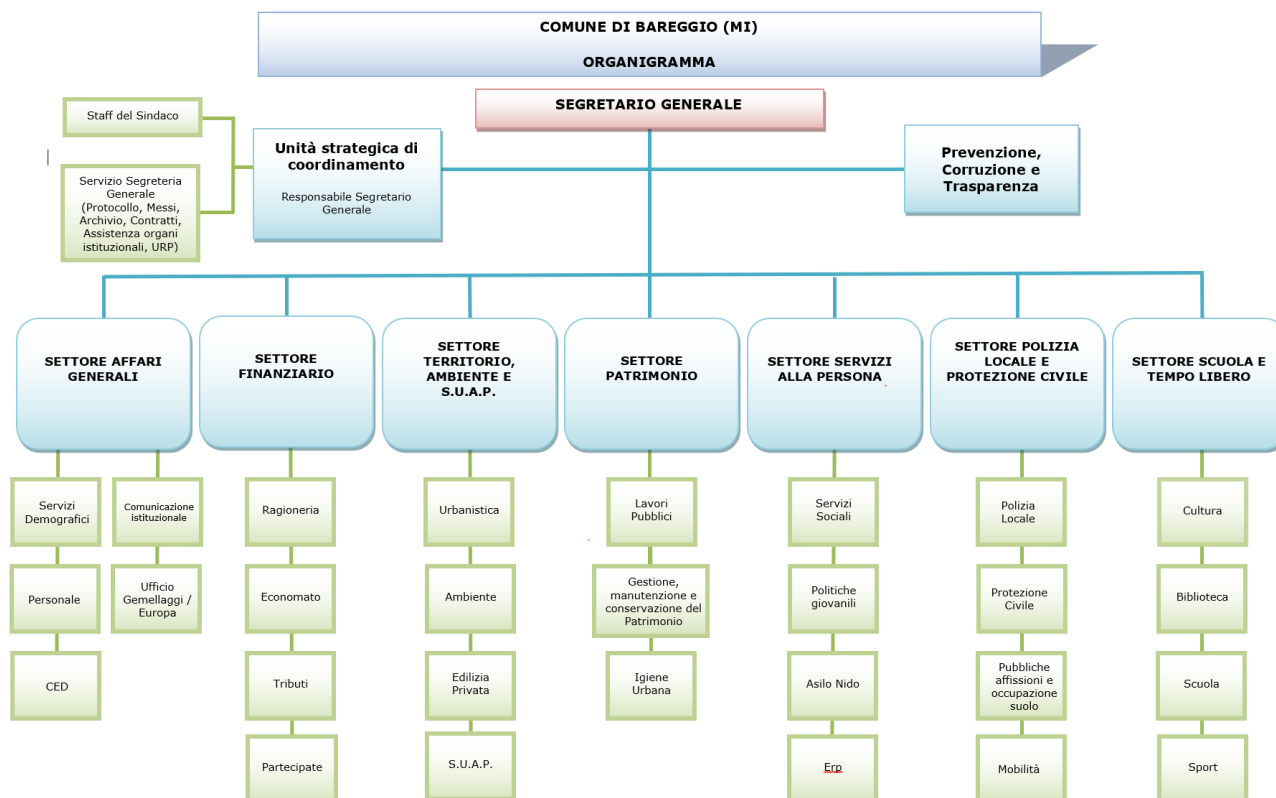 COMUNE DI BAREGGIO (MI)
ORGANIGRAMMA
SEGRETARIO GENERALE
Staff del Sindaco
Servizio Segreteria
Generale
(Protocollo, Messi,
Archivio, Contratti,
Assistenza organi
istituzionali, URP)
Unità strategica di
coordinamento
Responsabile Segretario
Generale
Prevenzione,
Corruzione e
Trasparenza
SETTORE AFFARI
GENERALI
SETTORE
FINANZIARIO
SETTORE
TERRITORIO,
AMBIENTE E
S.U.A.P.
SETTORE
PATRIMONIO
SETTORE SERVIZI
ALLA PERSONA
SETTORE POLIZIA
LOCALE E
PROTEZIONE CIVILE
SETTORE SCUOLA E
TEMPO LIBERO
Servizi
Demografici
Personale
CED
Comunicazione
istituzionale
Ufficio
Gemellaggi /
Europa
Ragioneria
Economato
Tributi
Partecipate
Urbanistica
Ambiente
Edilizia
Privata
S.U.A.P.
Lavori
Pubblici
Gestione,
manutenzione e
conservazione del
Patrimonio
Igiene
Urbana
Servizi
Sociali
Politiche
giovanili
Asilo Nido
Erp
Polizia
Locale
Protezione
Civile
Pubbliche
affissioni e
occupazione
suolo
Mobilità
Cultura
Biblioteca
Scuola
Sport